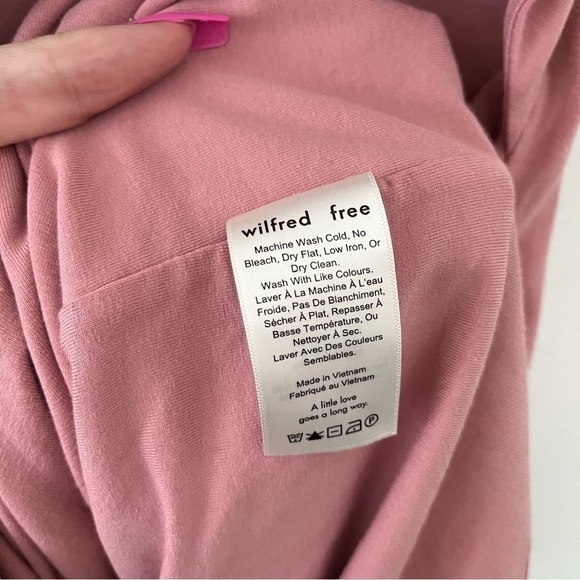 wilfred free
Machine Wash Cold, No
Bleach, Dry Flat, Low Iron, Or
Dry Clean.
Wash With Like Colours.
Laver À La Machine À L'eau
Froide, Pas De Blanchiment,
Sécher À Plat, Repasser À
Basse Température, Ou
Nettoyer À Sec.
Laver Avec Des Couleurs
Semblables.
Made in Vietnam
Fabriqué au Vietnam
A little love
goes a long way.
P